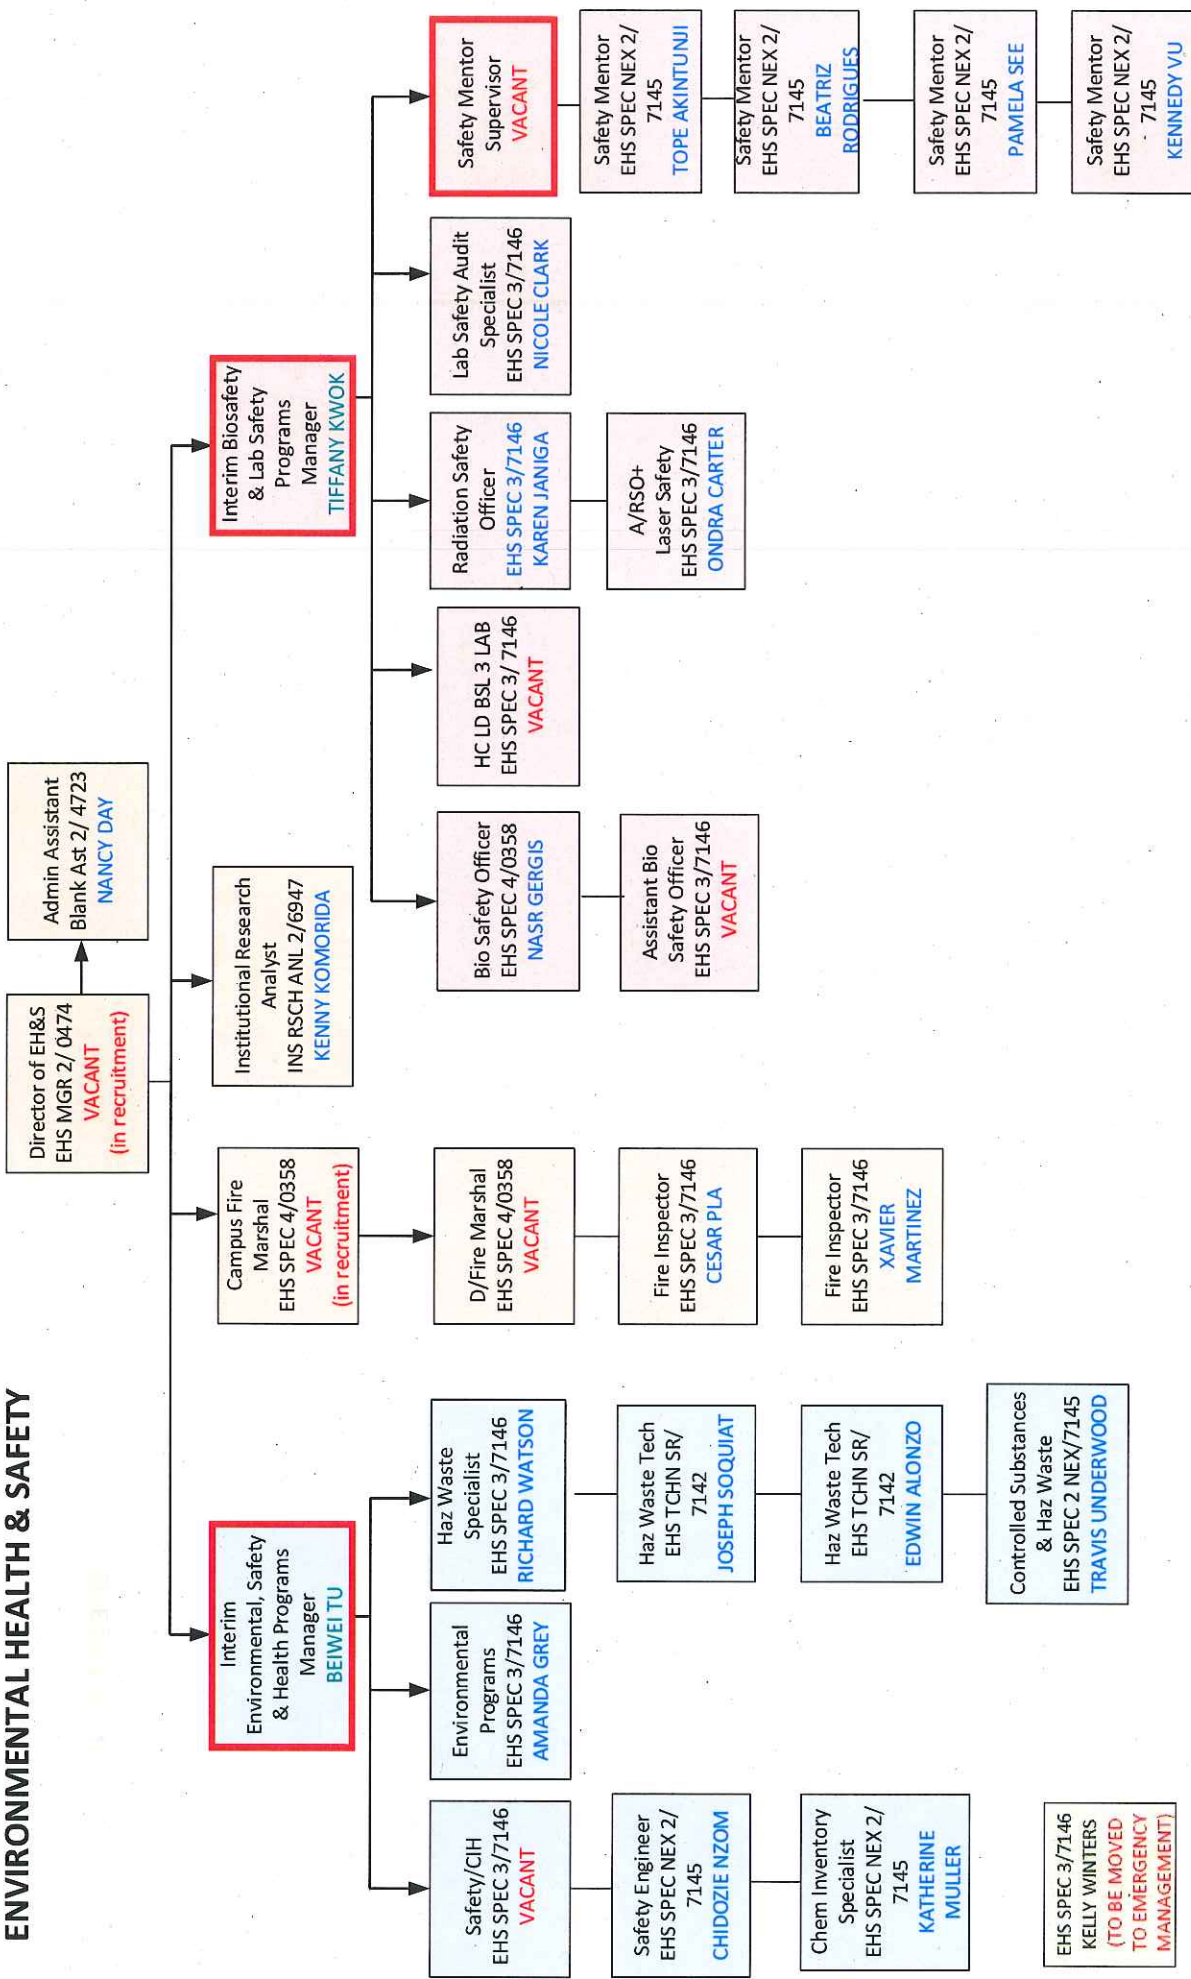 ENVIRONMENTAL HEALTH & SAFETY
Director of EH&S
EHS MGR 2/ 0474
VACANT
(in recruitment)
Admin Assistant
Blank Ast 2/ 4723
NANCY DAY
Interim
Environmental, Safety
& Health Programs
Manager
BEIWEI TU
Campus Fire
Marshal
EHS SPEC 4/0358
VACANT
(in recruitment)
Institutional Research
Analyst
INS RSCH ANL 2/6947
KENNY KOMORIDA
Interim Biosafety
& Lab Safety
Programs
Manager
TIFFANY KWOK
Safety/CIH
EHS SPEC 3/7146
VACANT
Environmental
Programs
EHS SPEC 3/7146
AMANDA GREY
Haz Waste
Specialist
EHS SPEC 3/7146
RICHARD WATSON
D/Fire Marshal
EHS SPEC 4/0358
VACANT
Bio Safety Officer
EHS SPEC 4/0358
NASR GERGIS
HC LD BSL 3 LAB
EHS SPEC 3/ 7146
VACANT
Radiation Safety
Officer
EHS SPEC 3/7146
KAREN JANIGA
Lab Safety Audit
Specialist
EHS SPEC 3/7146
NICOLE CLARK
Safety Mentor
Supervisor
VACANT
Safety Engineer
EHS SPEC NEX 2/
7145
CHIDOZIE NZOM
Haz Waste Tech
EHS TCHN SR/
7142
JOSEPH SOQUIAT
Fire Inspector
EHS SPEC 3/7146
CESAR PLA
Assistant Bio
Safety Officer
EHS SPEC 3/7146
VACANT
A/RSO+
Laser Safety
EHS SPEC 3/7146
ONDRA CARTER
Safety Mentor
EHS SPEC NEX 2/
7145
TOPE AKINTUNJI
Safety Mentor
EHS SPEC NEX 2/
7145
BEATRIZ
RODRIGUES
Chem Inventory
Specialist
EHS SPEC NEX 2/
7145
KATHERINE
MULLER
Haz Waste Tech
EHS TCHN SR/
7142
EDWIN ALONZO
Fire Inspector
EHS SPEC 3/7146
XAVIER
MARTINEZ
Safety Mentor
EHS SPEC NEX 2/
7145
PAMELA SEE
Controlled Substances
& Haz Waste
EHS SPEC 2 NEX/7145
TRAVIS UNDERWOOD
Safety Mentor
EHS SPEC NEX 2/
7145
KENNEDY VU
EHS SPEC 3/7146
KELLY WINTERS
(TO BE MOVED
TO EMERGENCY
MANAGEMENT)